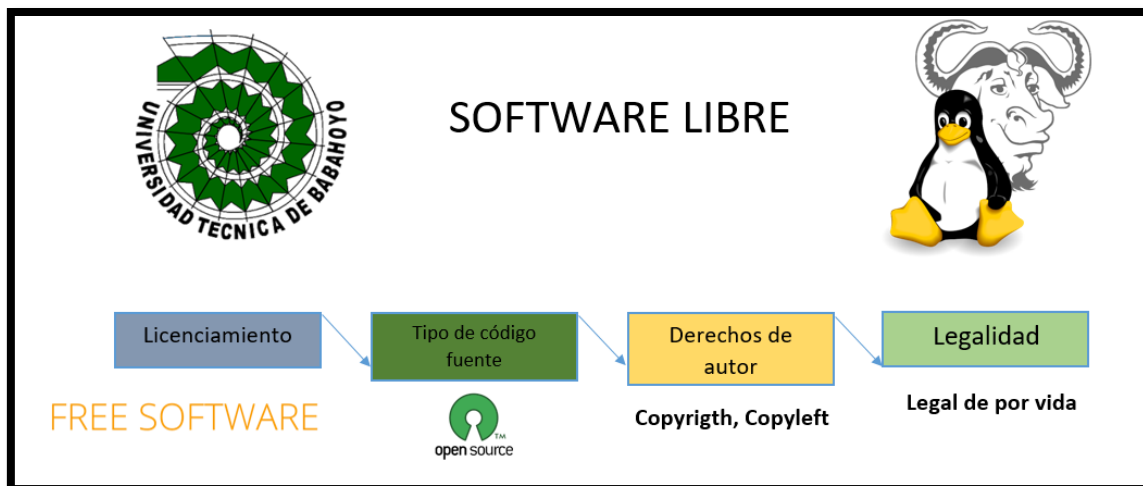 UNIVERSIDAD TECNICA DE BABAHOYO
SOFTWARE LIBRE
Licenciamiento
FREE SOFTWARE
Tipo de código
fuente
open source
TM
Derechos de
autor
Copyrigth, Copyleft
Legalidad
Legal de por vida